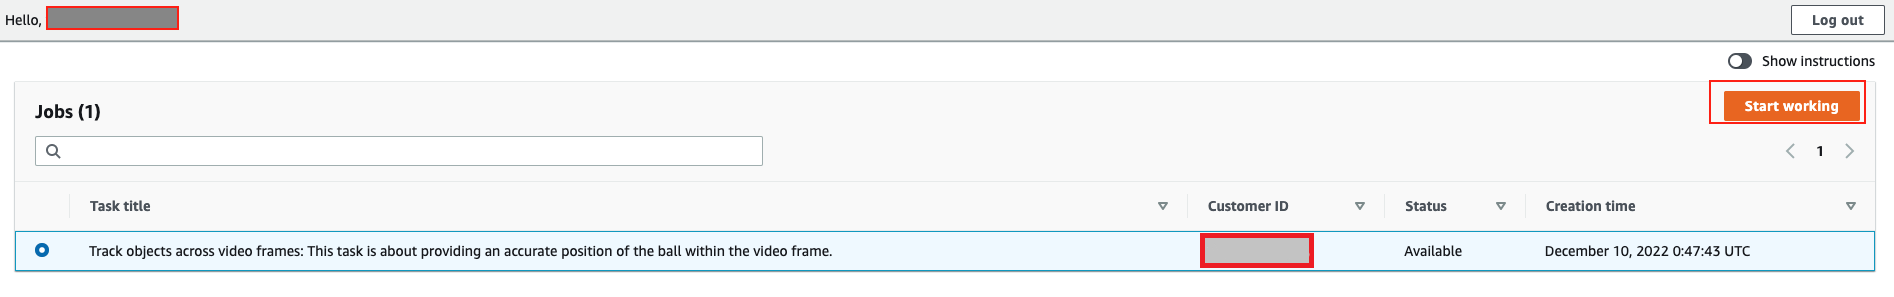 Hello,
Log out
Show instructions
Jobs (1)
Start working
1
Task title
Customer ID
Status
Creation time
Track objects across video frames: This task is about providing an accurate position of the ball within the video frame.
Available
December 10, 2022 0:47:43 UTC